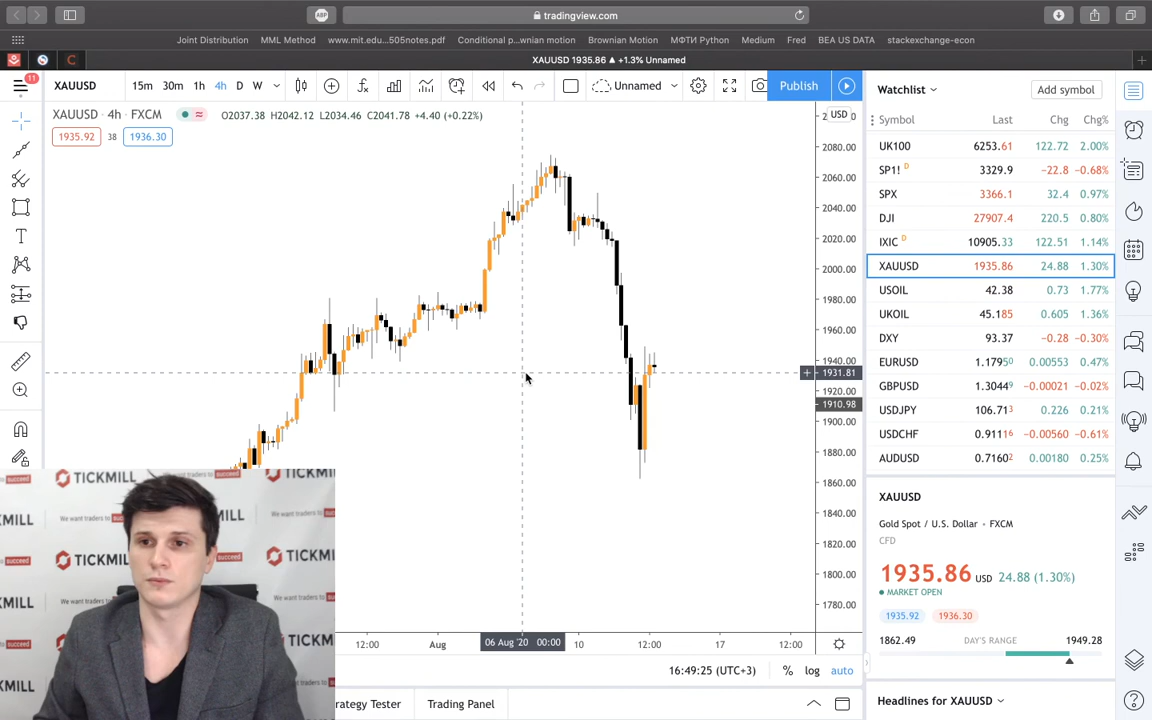 tradingview.com
ABP
Joint Distribution MML Method www.mit.edu...505notes.pdf Conditional p...wnian motion Brownian Motion МФТИ Python Medium Fred BEA US DATA stackexchange-econ
XAUUSD 1935.86 ▲ +1.3% Unnamed
11 XAUUSD 15m 30m 1h 4h D W Unnamed Publish
XAUUSD · 4h · FXCM O2037.38 H2042.12 L2034.46 C2041.78 +4.40 (+0.22%)
1935.92 38 1936.30
USD
2080.00
2060.00
2040.00
2020.00
2000.00
1980.00
1960.00
1940.00
1931.81
1920.00
1910.98
1900.00
1880.00
1860.00
1840.00
1820.00
1800.00
1780.00
12:00 Aug 06 Aug '20 00:00 10 12:00 17 12:00
16:49:25 (UTC+3) % log auto
rategy Tester Trading Panel
Watchlist Add symbol
Symbol Last Chg Chg%
UK100 6253.61 122.72 2.00%
SP1! D 3329.9 −22.8 −0.68%
SPX 3366.1 32.4 0.97%
DJI 27907.4 220.5 0.80%
IXIC D 10905.33 122.51 1.14%
XAUUSD 1935.86 24.88 1.30%
USOIL 42.38 0.73 1.77%
UKOIL 45.185 0.605 1.36%
DXY 93.37 −0.28 −0.30%
EURUSD 1.17950 0.00553 0.47%
GBPUSD 1.30449 −0.00021 −0.02%
USDJPY 106.713 0.226 0.21%
USDCHF 0.91116 −0.00560 −0.61%
AUDUSD 0.71602 0.00180 0.25%
XAUUSD
Gold Spot / U.S. Dollar · FXCM
CFD
1935.86 USD 24.88 (1.30%)
MARKET OPEN
1935.92 1936.30
1862.49 DAY'S RANGE 1949.28
Headlines for XAUUSD
TICKMILL
We want traders to succeed